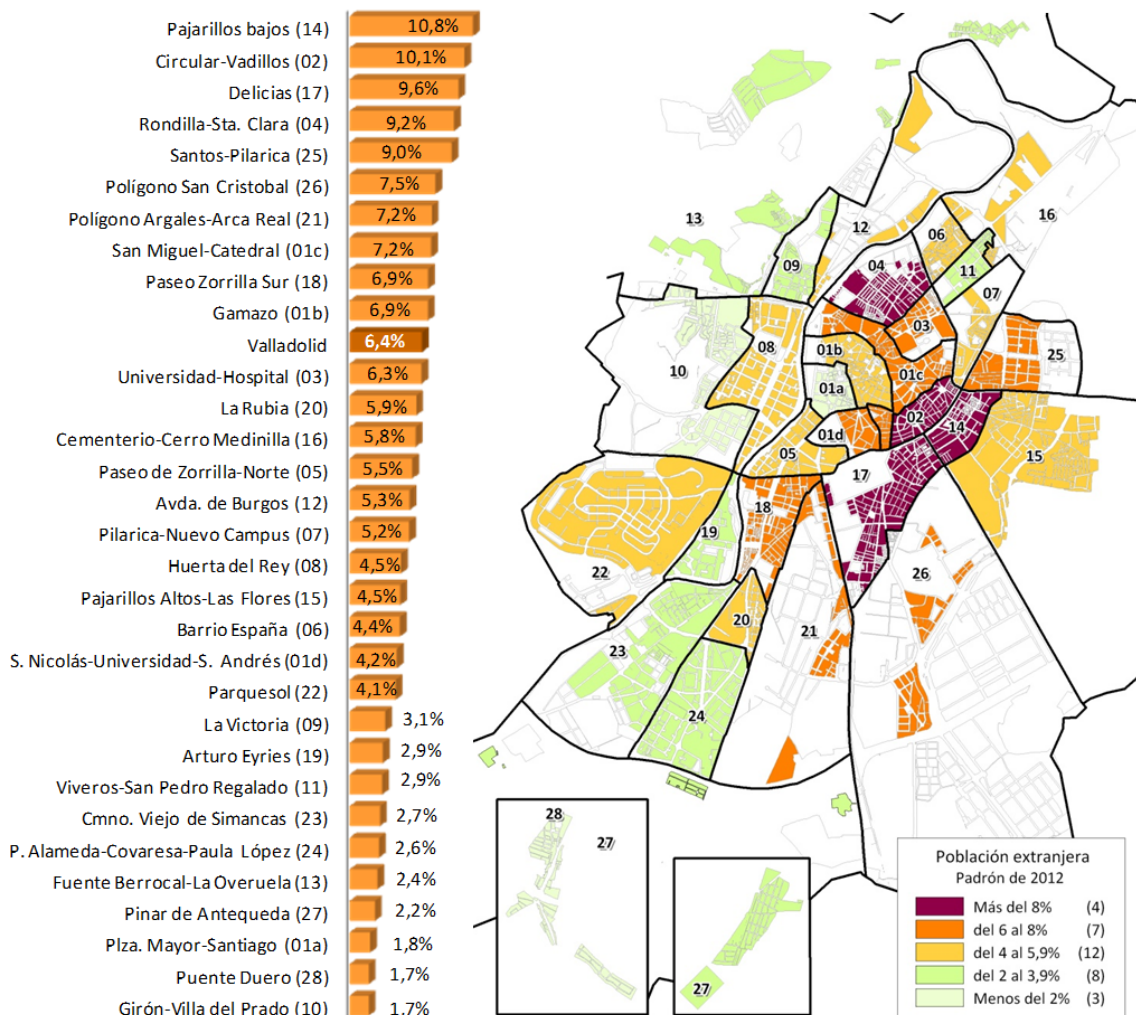 Pajarillos bajos (14) 10,8%
Circular-Vadillos (02) 10,1%
Delicias (17) 9,6%
Rondilla-Sta. Clara (04) 9,2%
Santos-Pilarica (25) 9,0%
Polígono San Cristobal (26) 7,5%
Polígono Argales-Arca Real (21) 7,2%
San Miguel-Catedral (01c) 7,2%
Paseo Zorrilla Sur (18) 6,9%
Gamazo (01b) 6,9%
Valladolid 6,4%
Universidad-Hospital (03) 6,3%
La Rubia (20) 5,9%
Cementerio-Cerro Medinilla (16) 5,8%
Paseo de Zorrilla-Norte (05) 5,5%
Avda. de Burgos (12) 5,3%
Pilarica-Nuevo Campus (07) 5,2%
Huerta del Rey (08) 4,5%
Pajarillos Altos-Las Flores (15) 4,5%
Barrio España (06) 4,4%
S. Nicolás-Universidad-S. Andrés (01d) 4,2%
Parquesol (22) 4,1%
La Victoria (09) 3,1%
Arturo Eyries (19) 2,9%
Viveros-San Pedro Regalado (11) 2,9%
Cmno. Viejo de Simancas (23) 2,7%
P. Alameda-Covaresa-Paula López (24) 2,6%
Fuente Berrocal-La Overuela (13) 2,4%
Pinar de Antequeda (27) 2,2%
Plza. Mayor-Santiago (01a) 1,8%
Puente Duero (28) 1,7%
Girón-Villa del Prado (10) 1,7%
13
12
16
06
09
04
11
07
03
08
01b
25
10
01c
01a
02
14
01d
05
15
17
18
19
22
26
20
21
23
24
28
27
27
Población extranjera
Padrón de 2012
Más del 8% (4)
del 6 al 8% (7)
del 4 al 5,9% (12)
del 2 al 3,9% (8)
Menos del 2% (3)